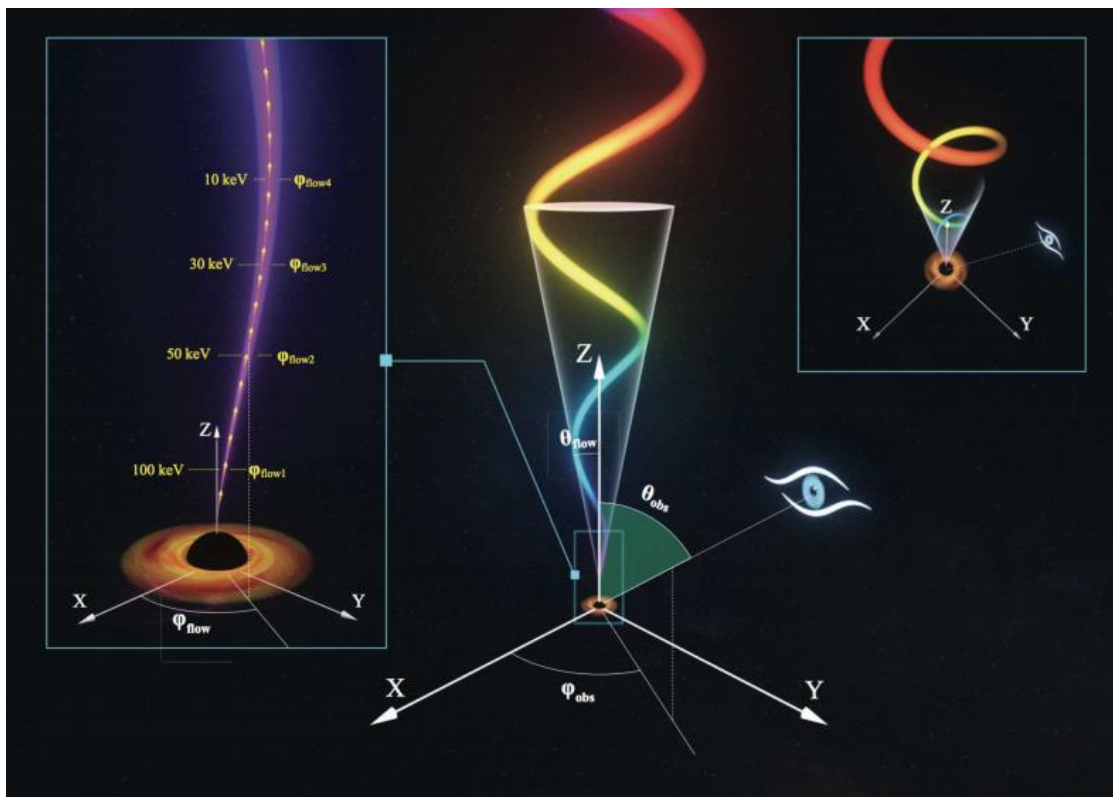 10 keV
φflow4
30 keV
φflow3
50 keV
φflow2
Z
100 keV
φflow1
X
Y
φflow
Z
θflow
θobs
X
Y
φobs
Z
X
Y